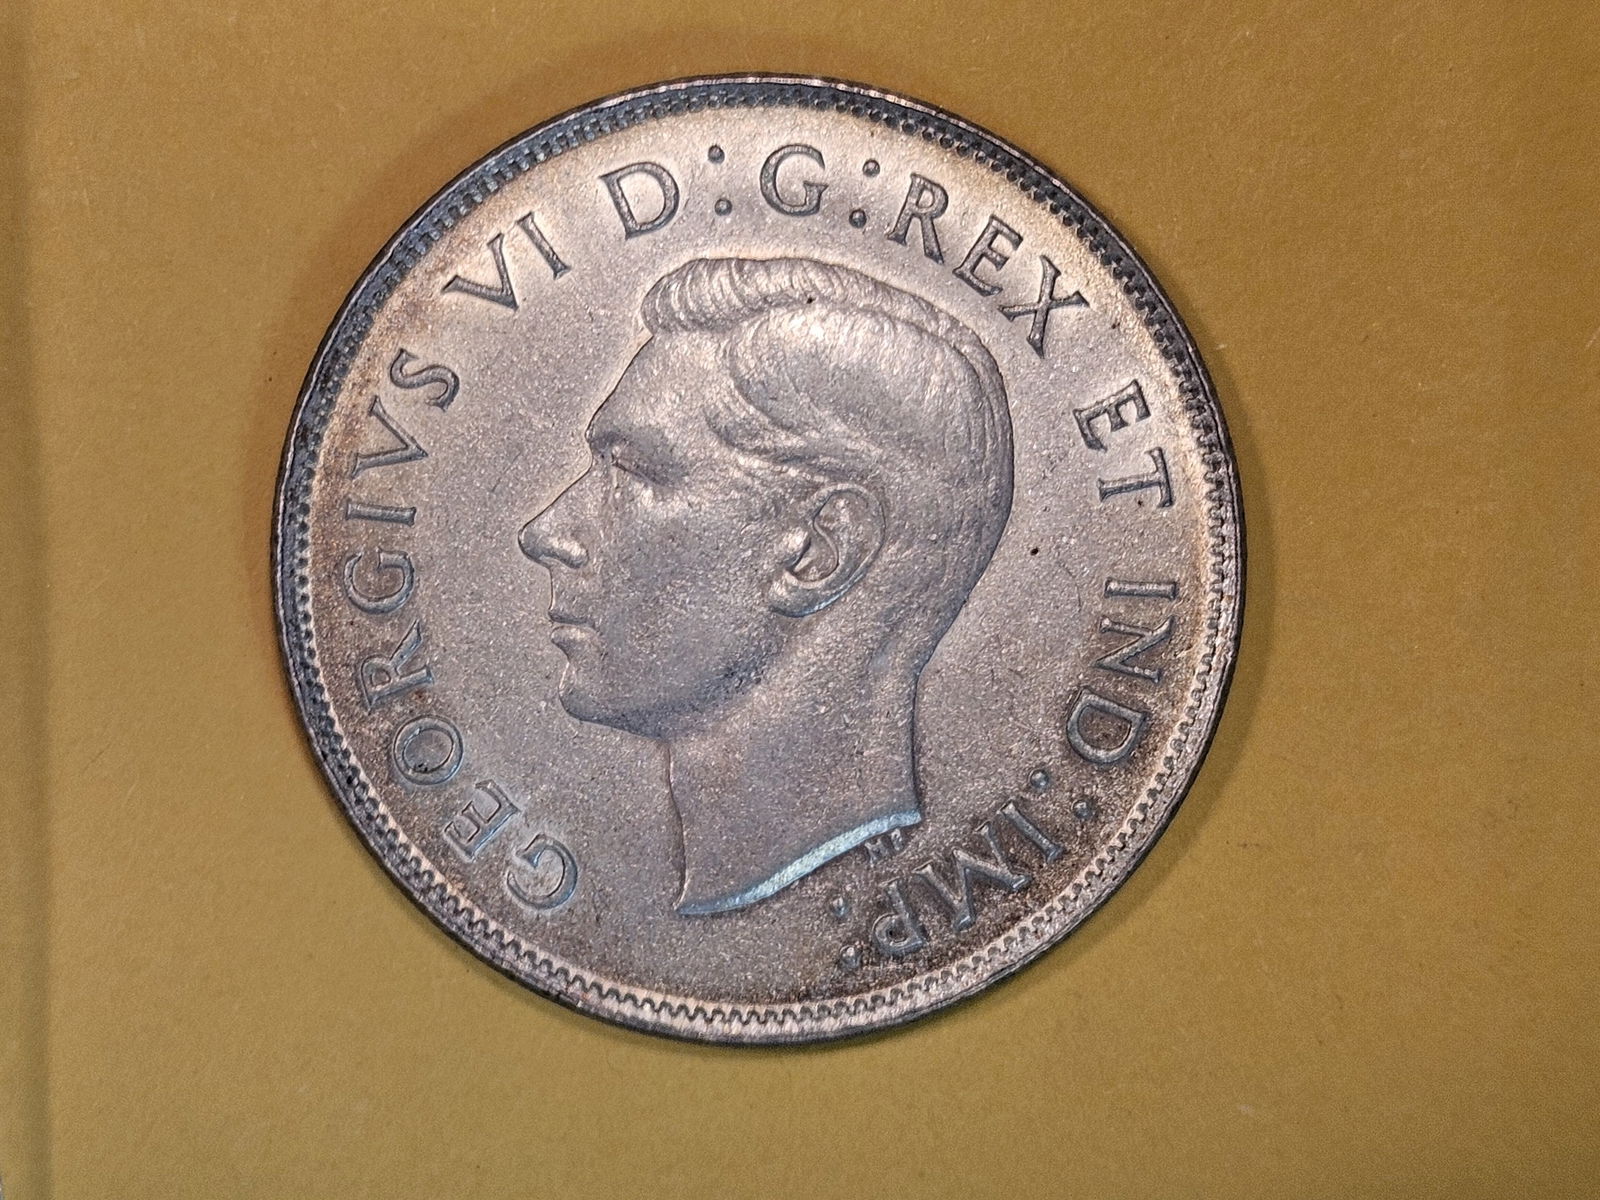 GEORGIVS VI D:G:REX ET IND:IMP:
HP